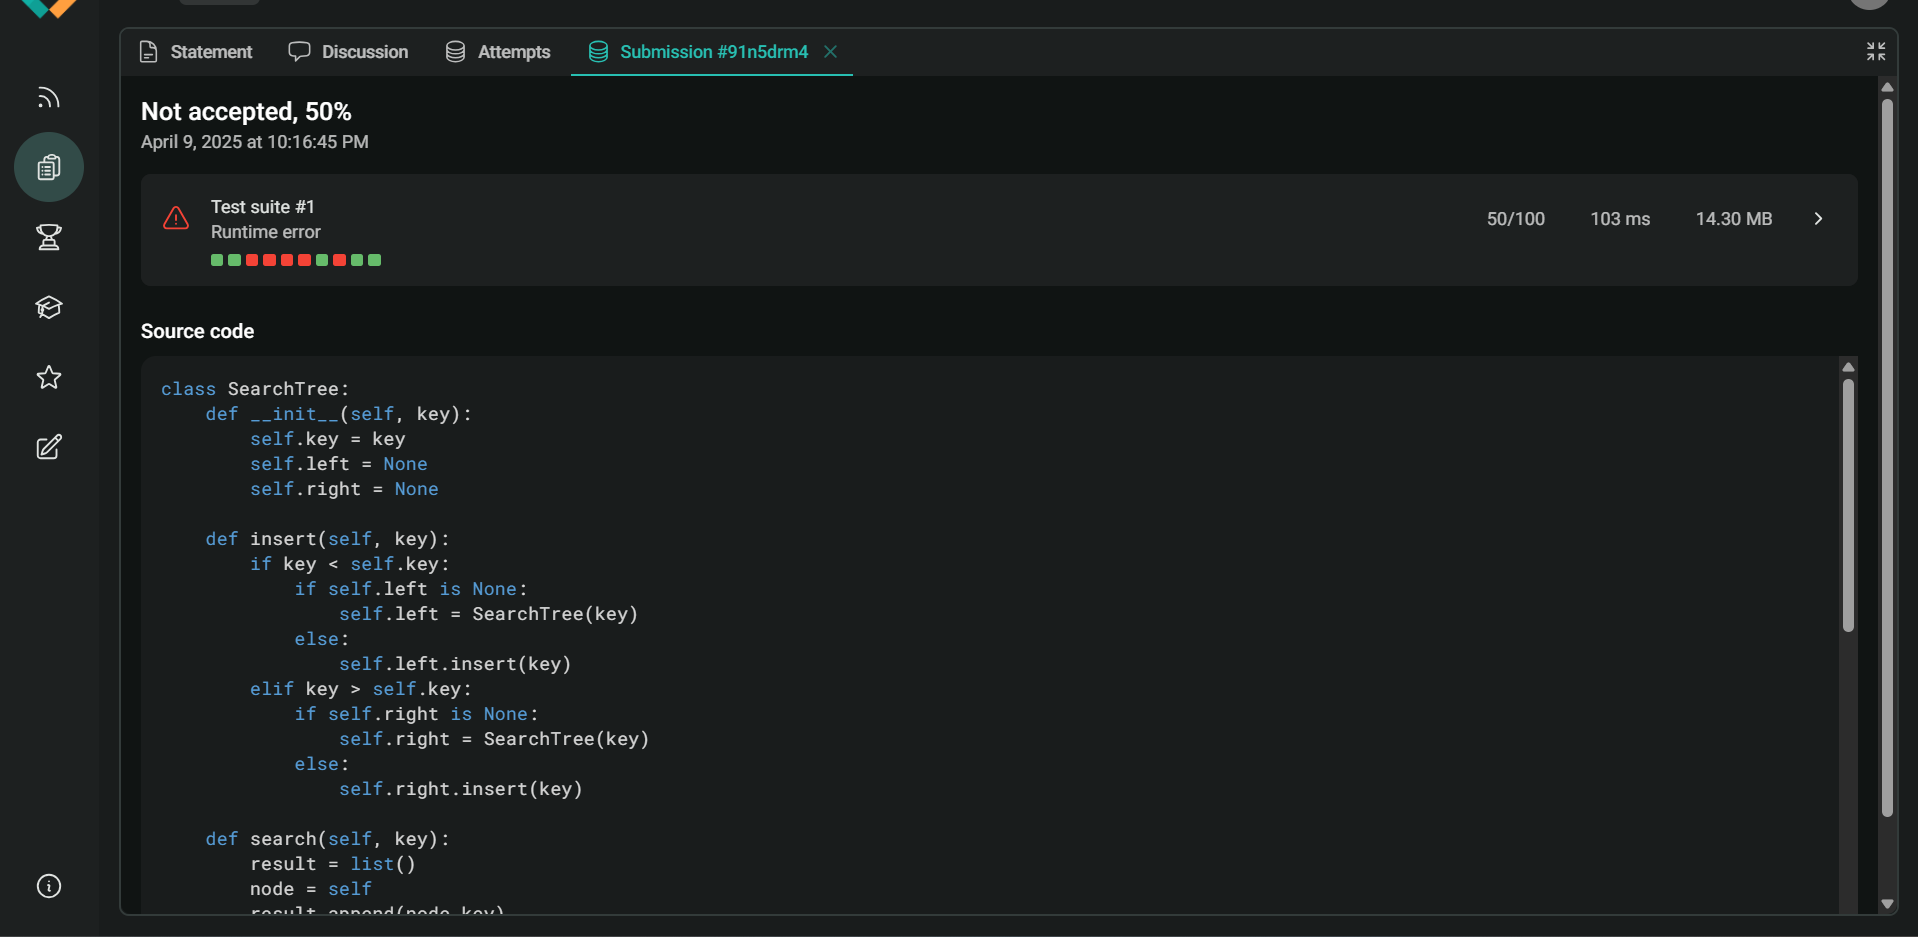 Statement
Discussion
Attempts
Submission #91n5drm4
Not accepted, 50%
April 9, 2025 at 10:16:45 PM
Test suite #1
Runtime error
50/100
103 ms
14.30 MB
Source code
class SearchTree:
    def __init__(self, key):
        self.key = key
        self.left = None
        self.right = None
    def insert(self, key):
        if key < self.key:
            if self.left is None:
                self.left = SearchTree(key)
            else:
                self.left.insert(key)
        elif key > self.key:
            if self.right is None:
                self.right = SearchTree(key)
            else:
                self.right.insert(key)
    def search(self, key):
        result = list()
        node = self
        result.append(node.key)